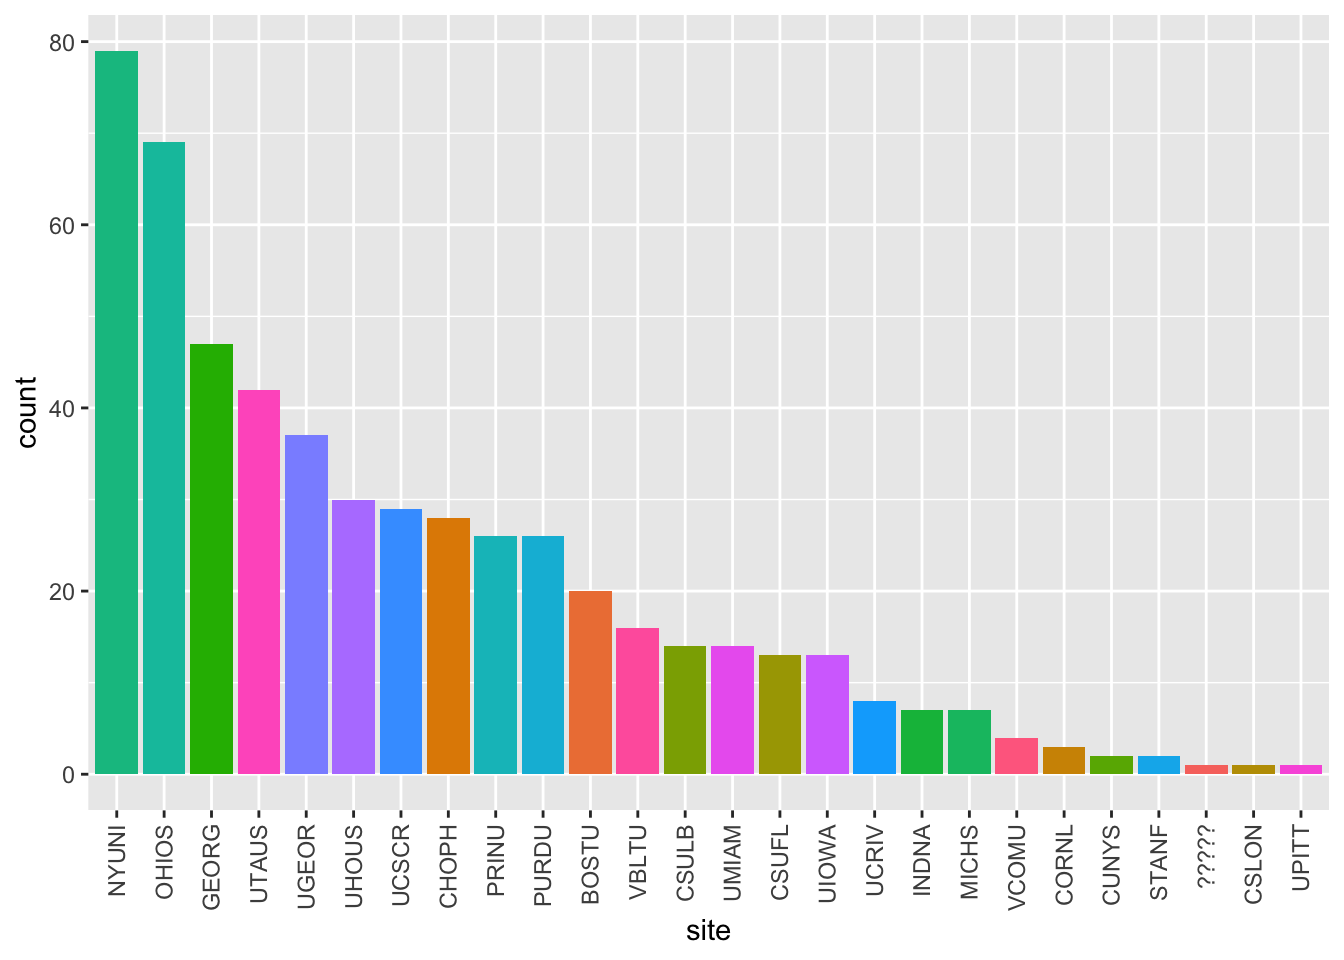 80
60
40
20
0
count
NYUNI
OHIOS
GEORG
UTAUS
UGEOR
UHOUS
UCSCR
CHOPH
PRINU
PURDU
BOSTU
VBLTU
CSULB
UMIAM
CSUFL
UIOWA
UCRIV
INDNA
MICHS
VCOMU
CORNL
CUNYS
STANF
?????
CSLON
UPITT
site